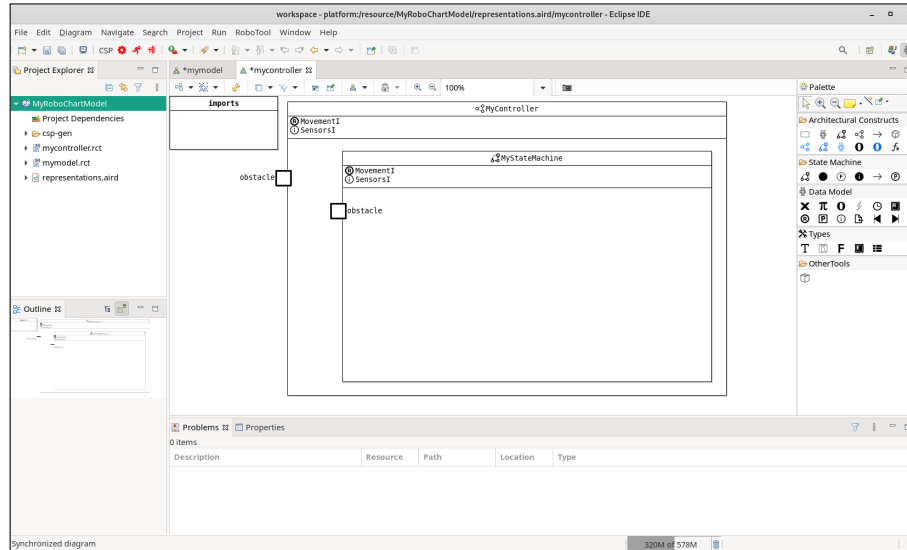 workspace - platform:/resource/MyRoboChartModel/representations.aird/mycontroller - Eclipse IDE
File Edit Diagram Navigate Search Project Run RoboTool Window Help
CSP
Project Explorer
MyRoboChartModel
Project Dependencies
csp-gen
mycontroller.rct
mymodel.rct
representations.aird
Outline
*mymodel
*mycontroller
100%
imports
MyController
R MovementI
i SensorsI
obstacle
MyStateMachine
R MovementI
i SensorsI
obstacle
Palette
Architectural Constructs
State Machine
Data Model
Types
OtherTools
Problems
Properties
0 items
Description Resource Path Location Type
Synchronized diagram
320M of 578M